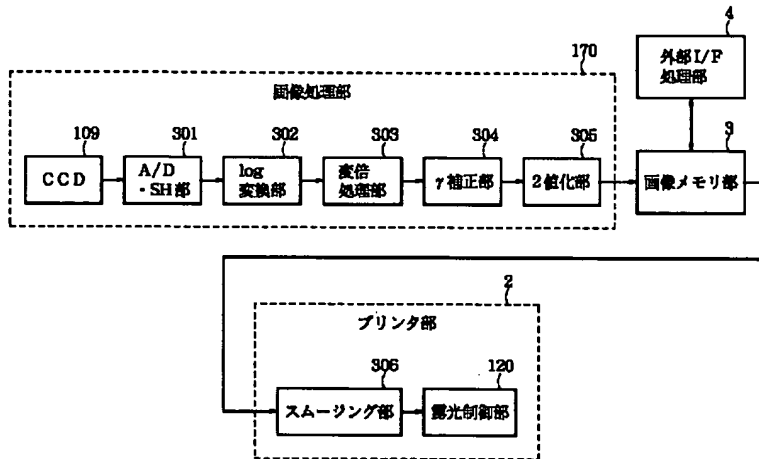 4
外部I/F
処理部
170
画像処理部
109
301
302
303
304
305
3
CCD
A/D
・SH部
log
変換部
変倍
処理部
γ補正部
2値化部
画像メモリ部
2
プリンタ部
306
120
スムージング部
露光制御部